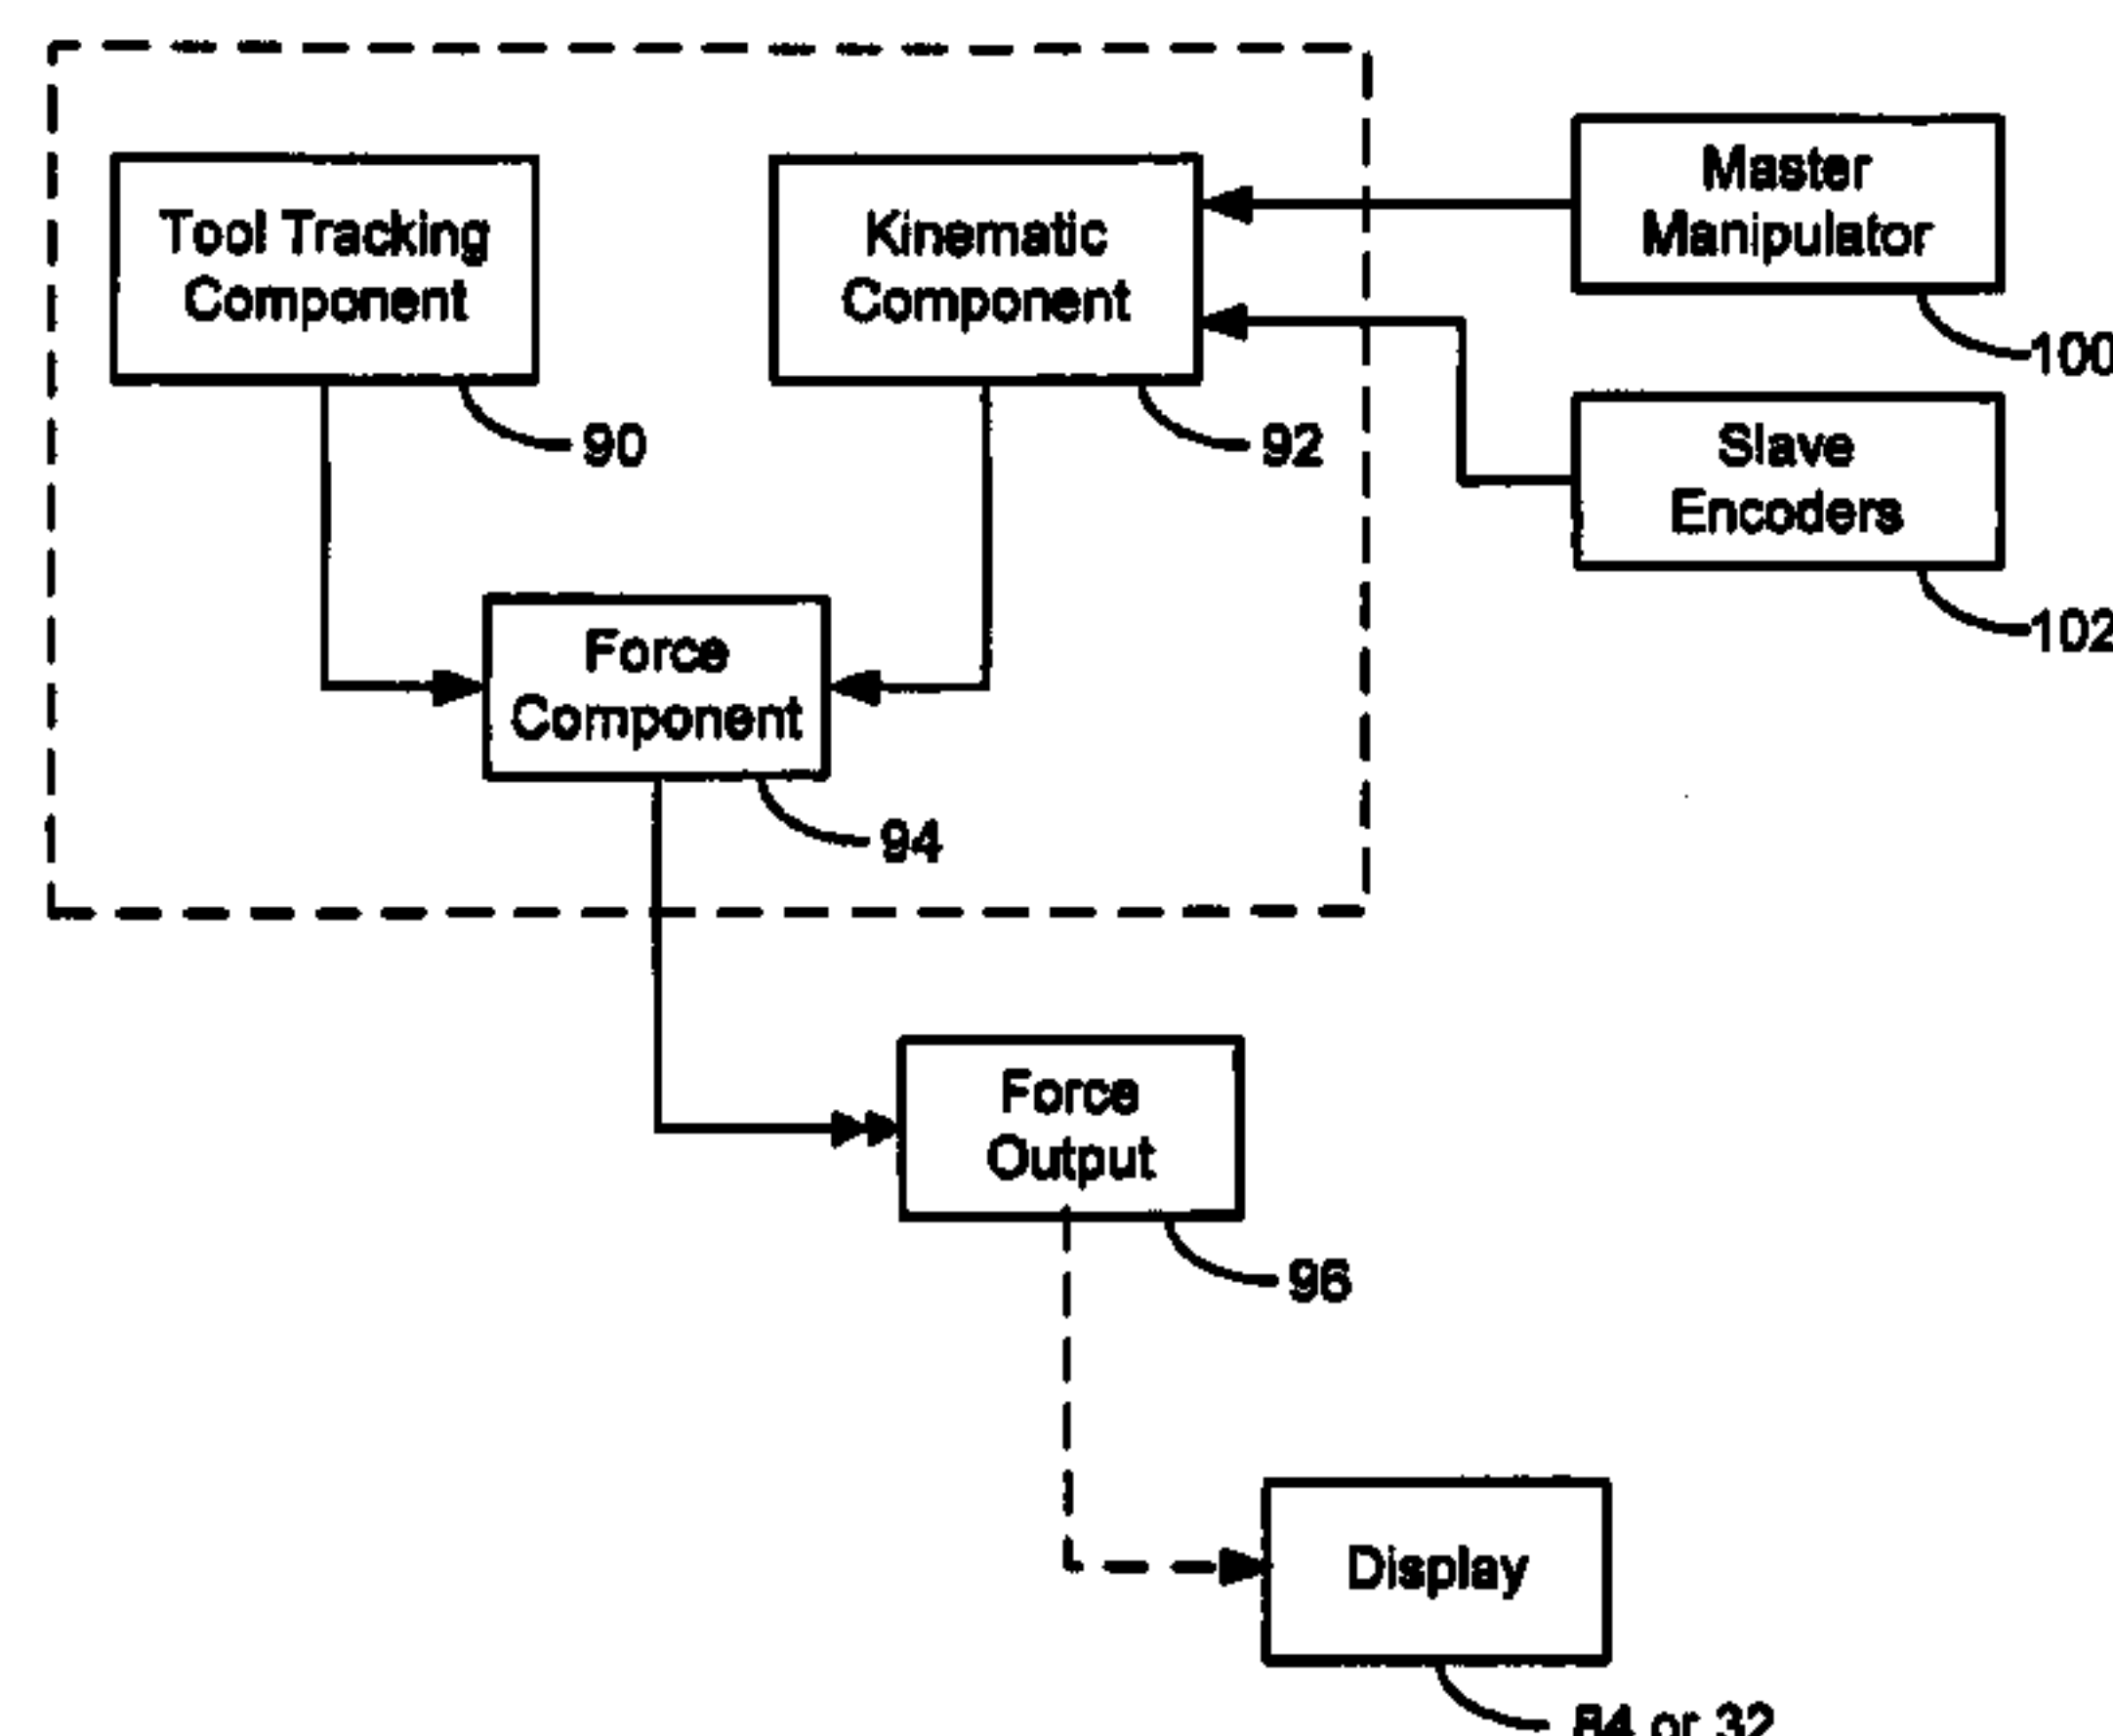 Tool Tracking
Component
90
Kinematic
Component
92
Master
Manipulator
100
Slave
Encoders
102
Force
Component
94
Force
Output
96
Display
84 or 32